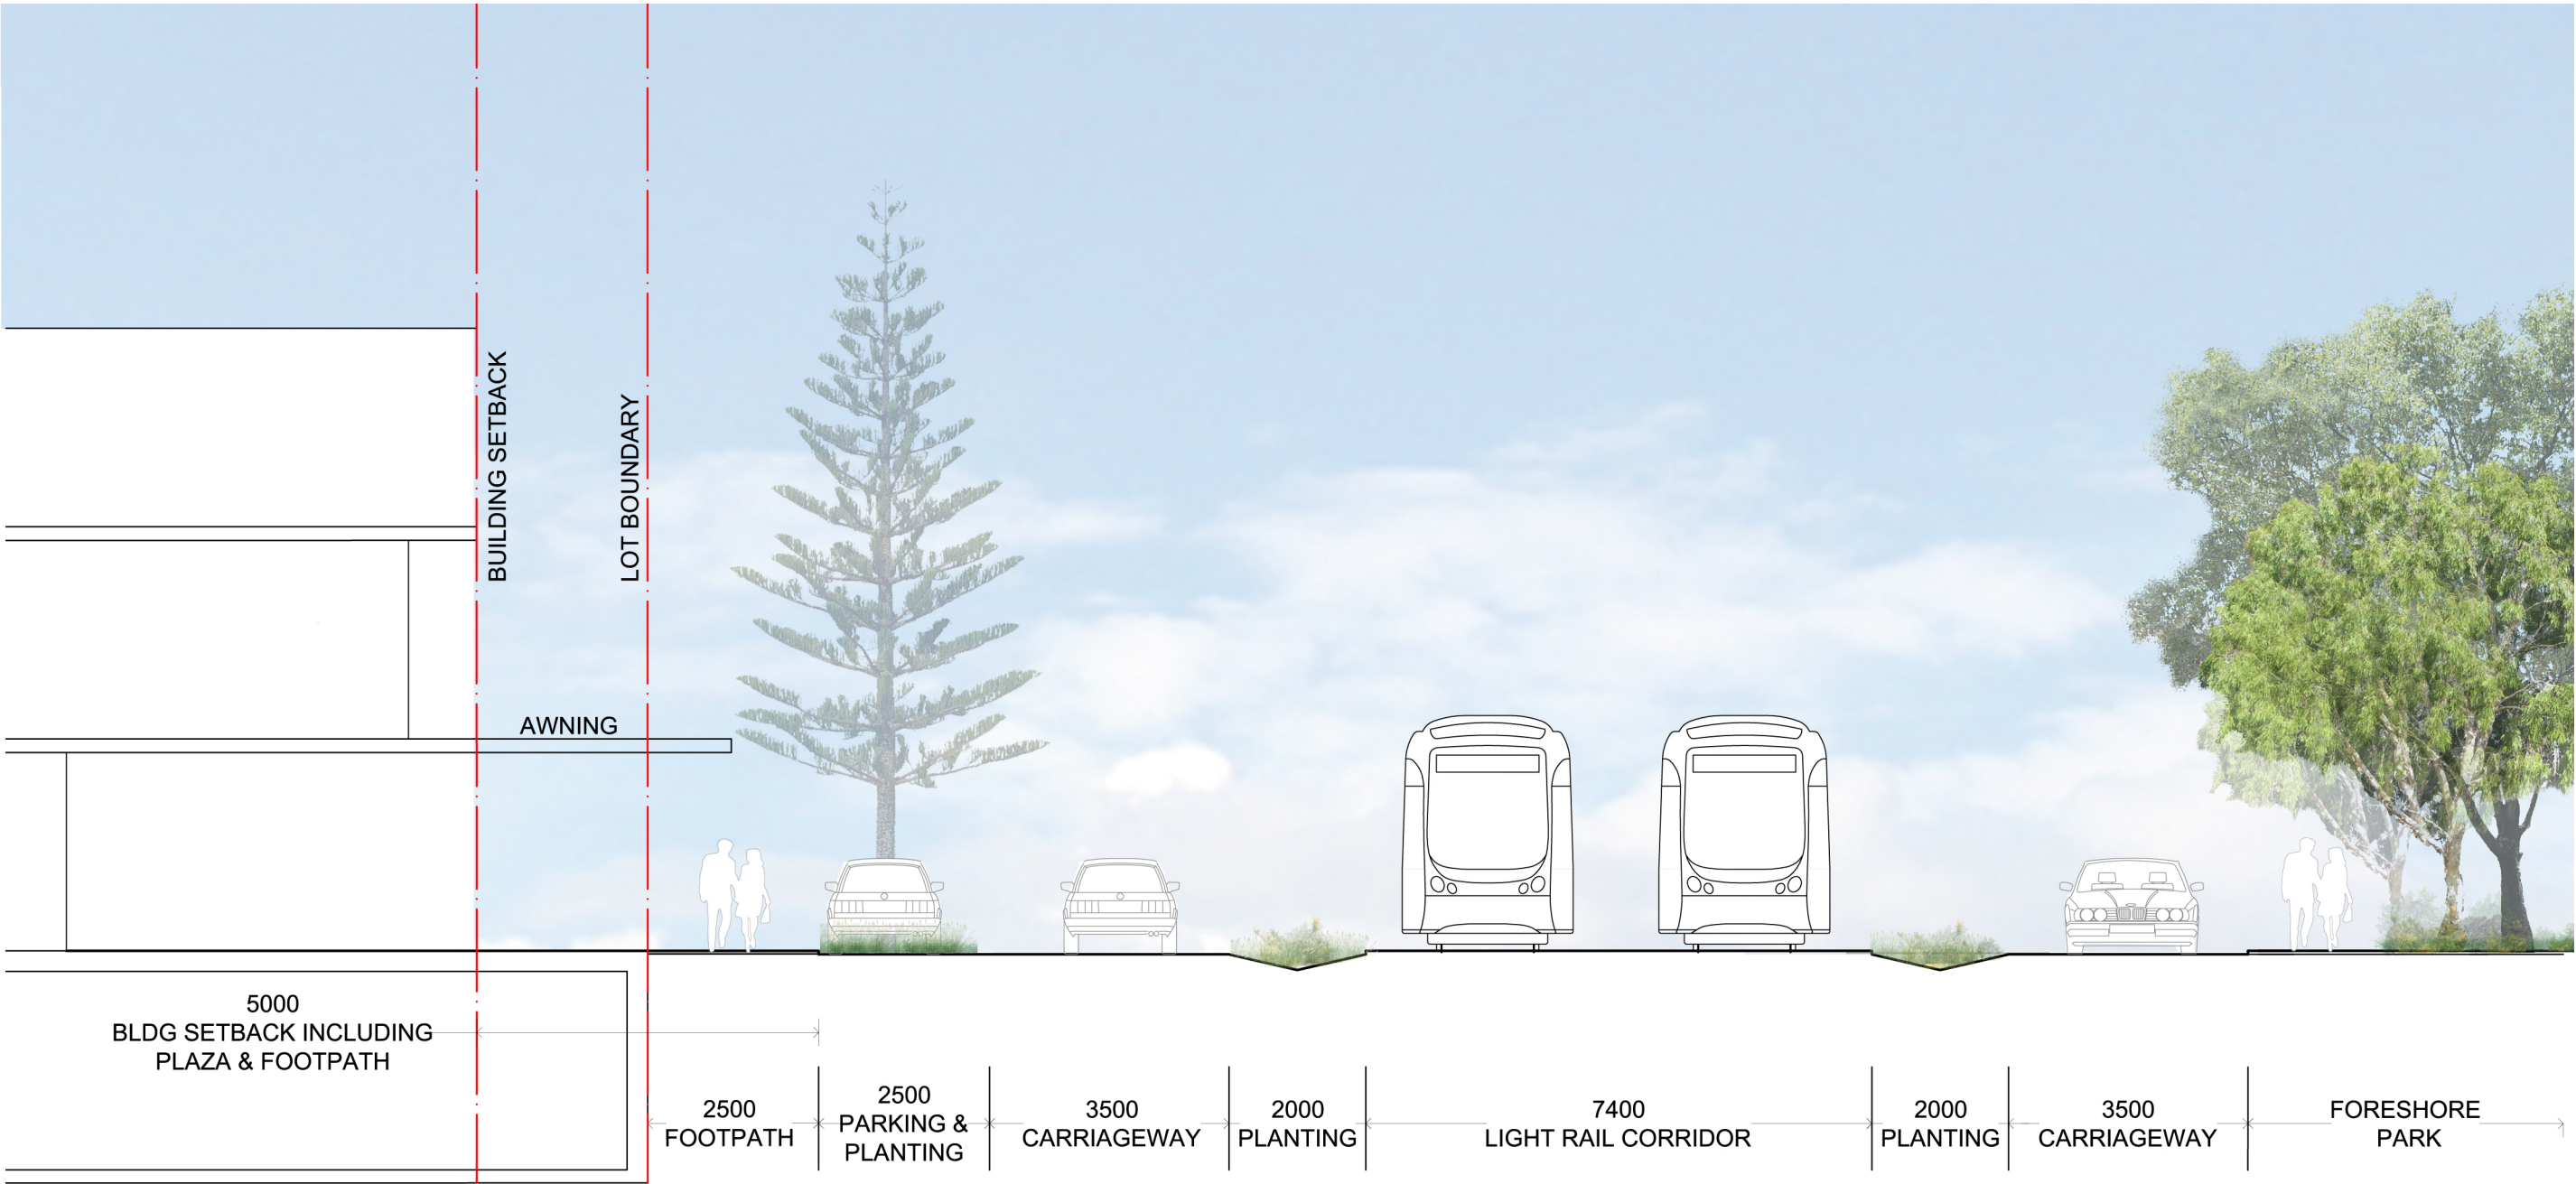 BUILDING SETBACK
LOT BOUNDARY
AWNING
5000
BLDG SETBACK INCLUDING
PLAZA & FOOTPATH
2500
FOOTPATH
2500
PARKING &
PLANTING
3500
CARRIAGEWAY
2000
PLANTING
7400
LIGHT RAIL CORRIDOR
2000
PLANTING
3500
CARRIAGEWAY
FORESHORE
PARK